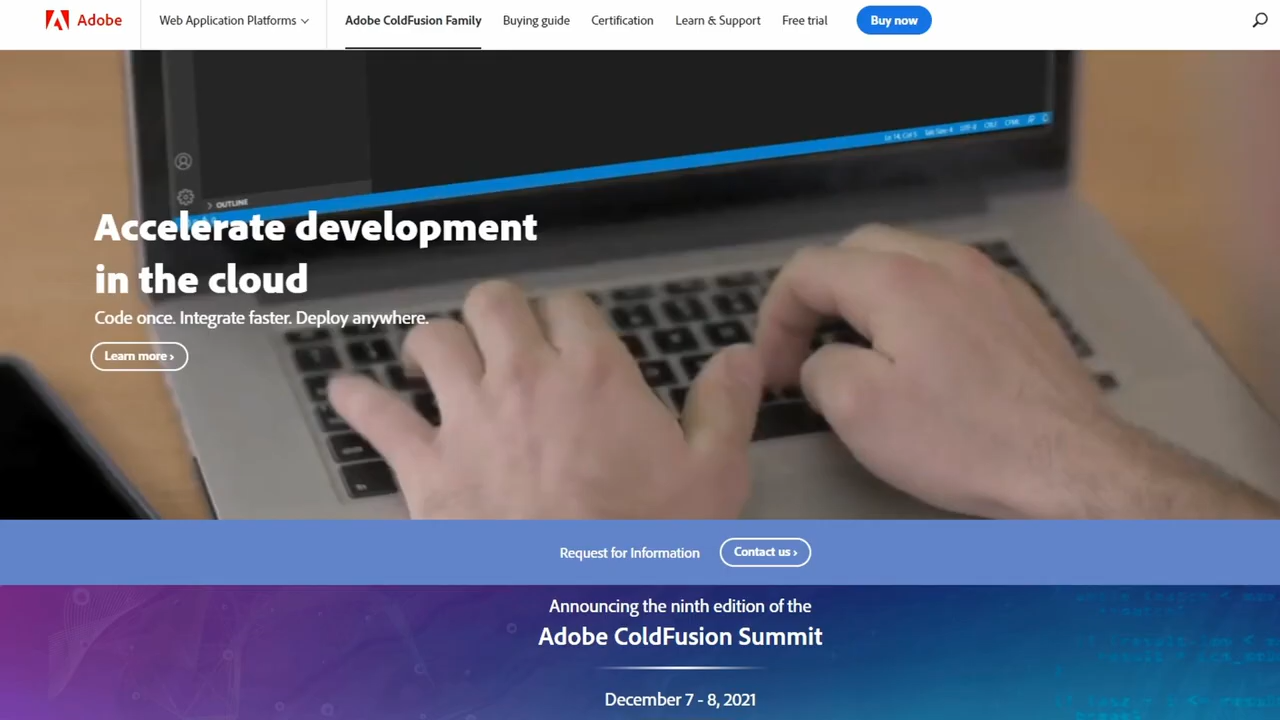 Adobe
Web Application Platforms
Adobe ColdFusion Family
Buying guide
Certification
Learn & Support
Free trial
Buy now
OUTLINE
Accelerate development
in the cloud
Code once. Integrate faster. Deploy anywhere.
Learn more ›
Request for Information
Contact us ›
Announcing the ninth edition of the
Adobe ColdFusion Summit
December 7 - 8, 2021